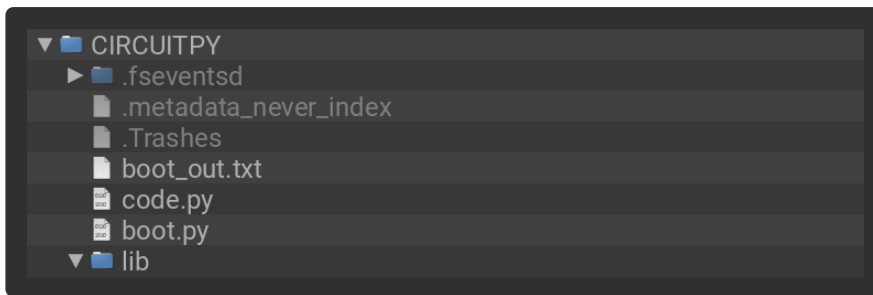 CIRCUITPY
.fseventsd
.metadata_never_index
.Trashes
boot_out.txt
code.py
boot.py
lib